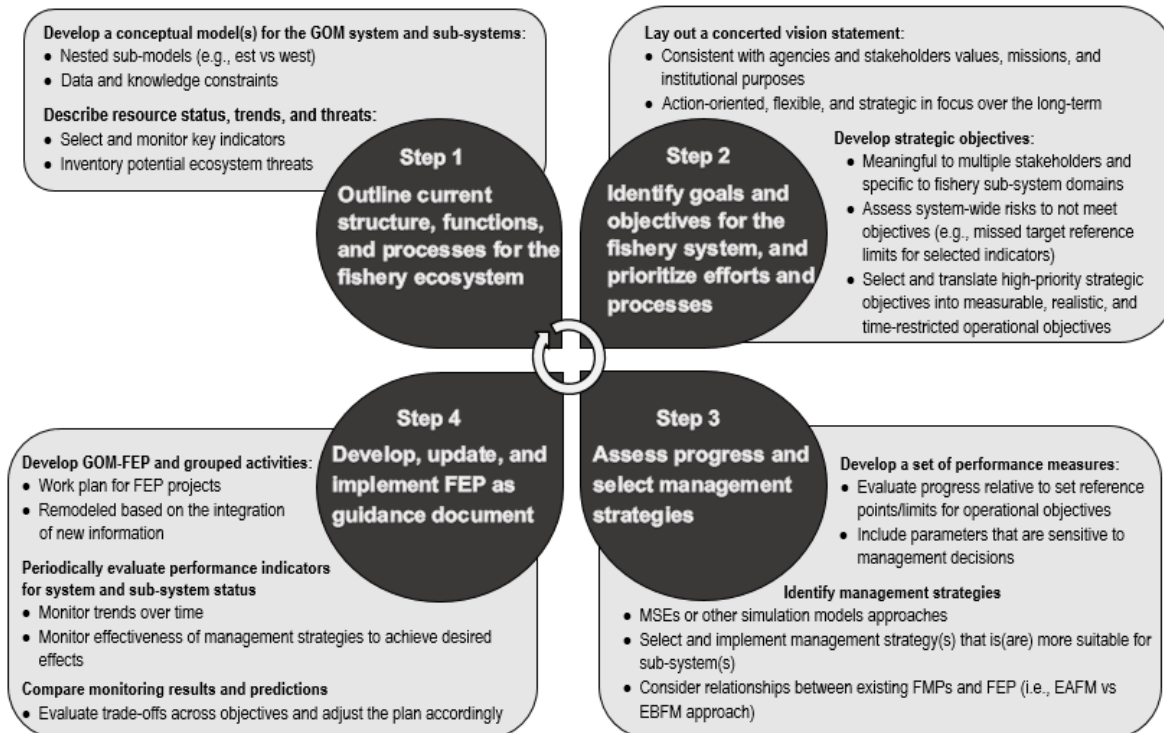 Develop a conceptual model(s) for the GOM system and sub-systems:
• Nested sub-models (e.g., est vs west)
• Data and knowledge constraints
Describe resource status, trends, and threats:
• Select and monitor key indicators
• Inventory potential ecosystem threats
Step 1
Outline current
structure, functions,
and processes for the
fishery ecosystem
Lay out a concerted vision statement:
• Consistent with agencies and stakeholders values, missions, and
institutional purposes
• Action-oriented, flexible, and strategic in focus over the long-term
Develop strategic objectives:
• Meaningful to multiple stakeholders and
specific to fishery sub-system domains
• Assess system-wide risks to not meet
objectives (e.g., missed target reference
limits for selected indicators)
• Select and translate high-priority strategic
objectives into measurable, realistic, and
time-restricted operational objectives
Step 2
Identify goals and
objectives for the
fishery system, and
prioritize efforts and
processes
Step 3
Assess progress and
select management
strategies
Develop a set of performance measures:
• Evaluate progress relative to set reference
points/limits for operational objectives
• Include parameters that are sensitive to
management decisions
Identify management strategies
• MSEs or other simulation models approaches
• Select and implement management strategy(s) that is(are) more suitable for
sub-system(s)
• Consider relationships between existing FMPs and FEP (i.e., EAFM vs
EBFM approach)
Step 4
Develop, update, and
implement FEP as
guidance document
Develop GOM-FEP and grouped activities:
• Work plan for FEP projects
• Remodeled based on the integration
of new information
Periodically evaluate performance indicators
for system and sub-system status
• Monitor trends over time
• Monitor effectiveness of management strategies to achieve desired
effects
Compare monitoring results and predictions
• Evaluate trade-offs across objectives and adjust the plan accordingly